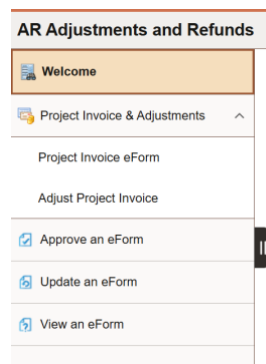 AR Adjustments and Refunds
Welcome
Project Invoice & Adjustments
Project Invoice eForm
Adjust Project Invoice
Approve an eForm
Update an eForm
View an eForm